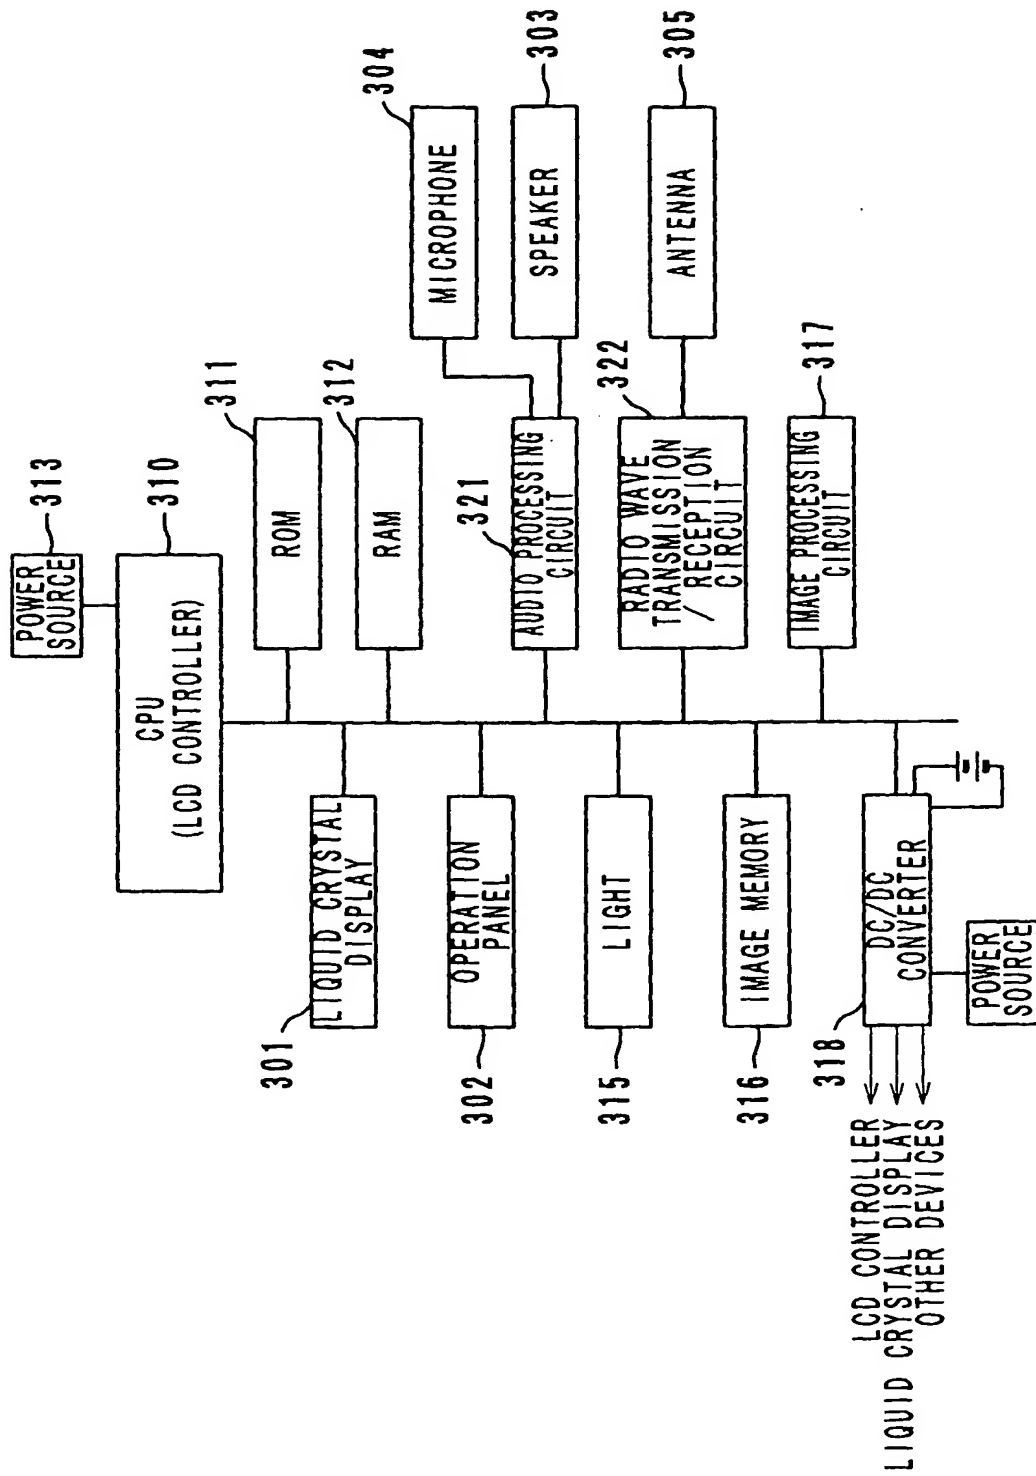 313
POWER
SOURCE
310
CPU
(LCD CONTROLLER)
311
ROM
312
RAM
304
MICROPHONE
303
SPEAKER
321
AUDIO PROCESSING
CIRCUIT
305
ANTENNA
322
RADIO WAVE
TRANSMISSION
/RECEPTION
CIRCUIT
317
IMAGE PROCESSING
CIRCUIT
301
LIQUID CRYSTAL
DISPLAY
302
OPERATION
PANEL
315
LIGHT
316
IMAGE MEMORY
318
DC/DC
CONVERTER
POWER
SOURCE
LCD CONTROLLER
LIQUID CRYSTAL DISPLAY
OTHER DEVICES